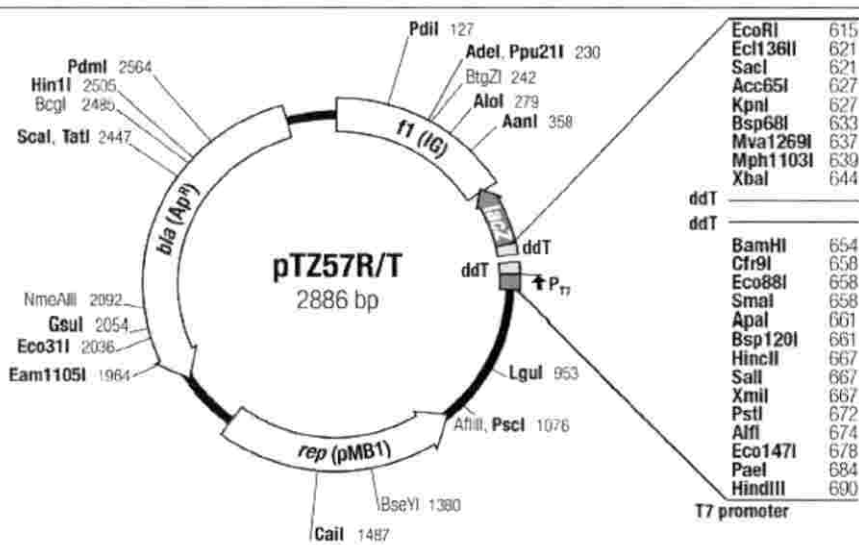 PdiI 127
AdeI, Ppu21I 230
BtgZI 242
AloI 279
AanI 358
PdmI 2564
Hin1I 2505
BcgI 2485
ScaI, TatI 2447
f1 (IG)
lacZ
bla (ApR)
ddT
ddT
PT7
pTZ57R/T
2886 bp
NmeAIII 2092
GsuI 2054
Eco31I 2036
Eam1105I 1964
LguI 953
AflIII, PscI 1076
rep (pMB1)
BseYI 1380
CaiI 1487
EcoRI 615
Ecl136II 621
SacI 621
Acc65I 627
KpnI 627
Bsp68I 633
Mva1269I 637
Mph1103I 639
XbaI 644
ddT
ddT
BamHI 654
Cfr9I 658
Eco88I 658
SmaI 658
ApaI 661
Bsp120I 661
HincII 667
SalI 667
XmiI 667
PstI 672
AlfI 674
Eco147I 678
PaeI 684
HindIII 690
T7 promoter